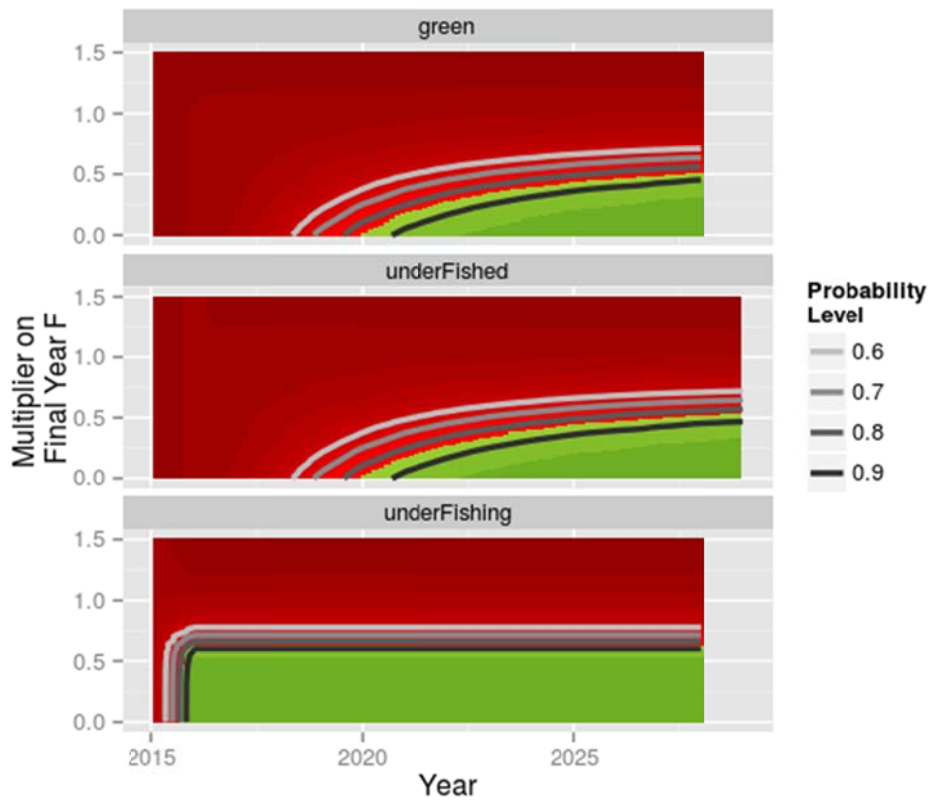 green
1.5
1.0
0.5
0.0
underFished
1.5
1.0
0.5
0.0
underFishing
1.5
1.0
0.5
0.0
2015
2020
2025
Year
Multiplier on
Final Year F
Probability
Level
0.6
0.7
0.8
0.9